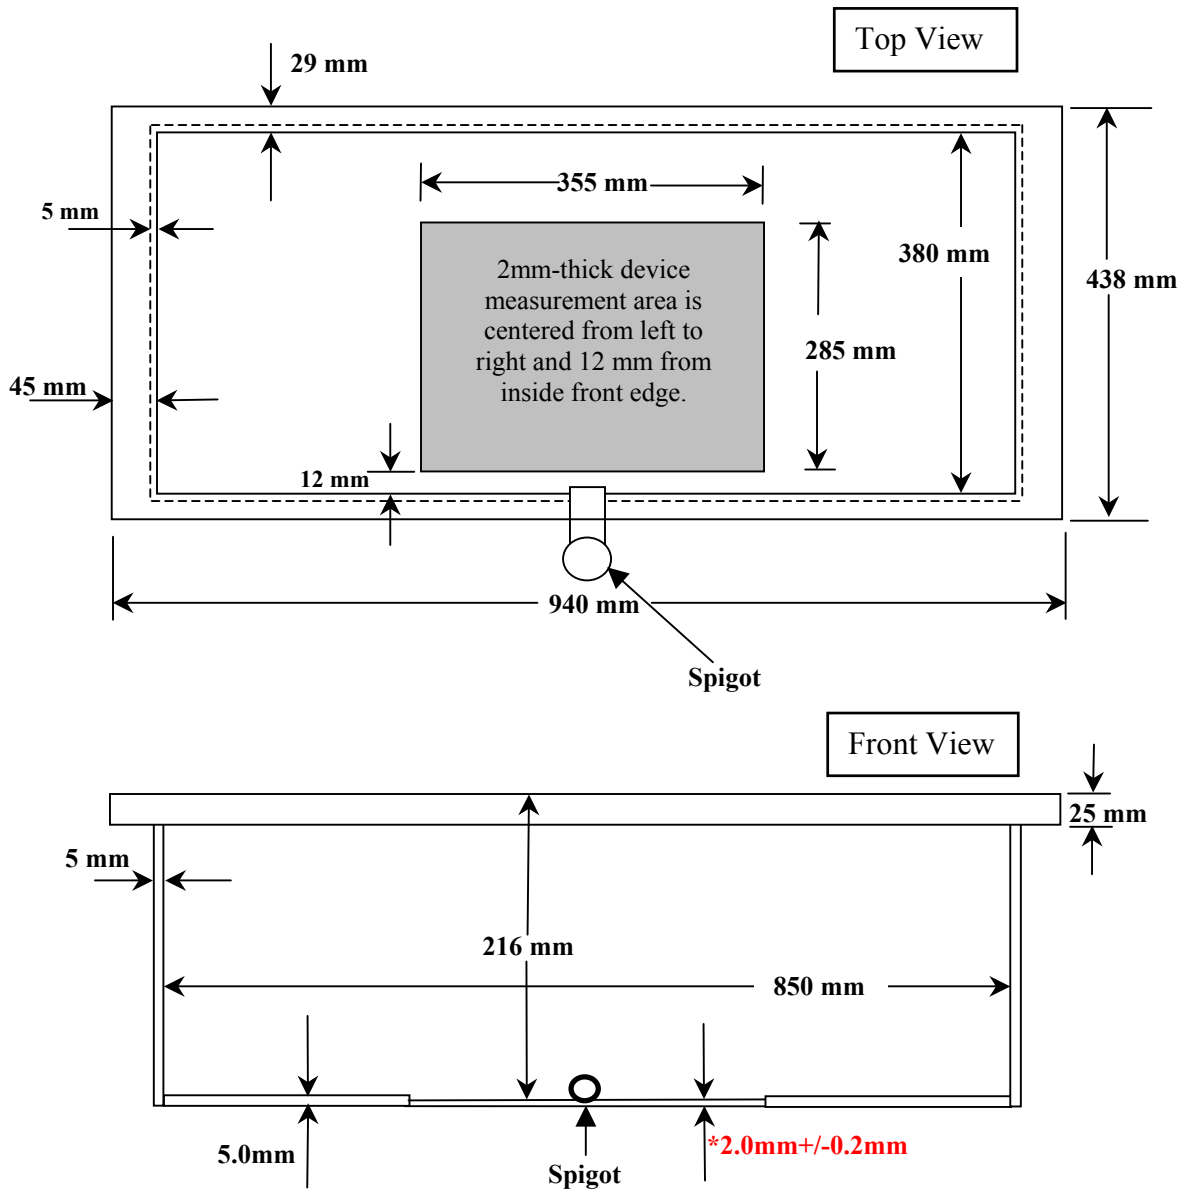 Top View
29 mm
355 mm
5 mm
380 mm
438 mm
2mm-thick device
measurement area is
centered from left to
right and 12 mm from
inside front edge.
285 mm
45 mm
12 mm
940 mm
Spigot
Front View
25 mm
5 mm
216 mm
850 mm
5.0mm
*2.0mm+/-0.2mm
Spigot